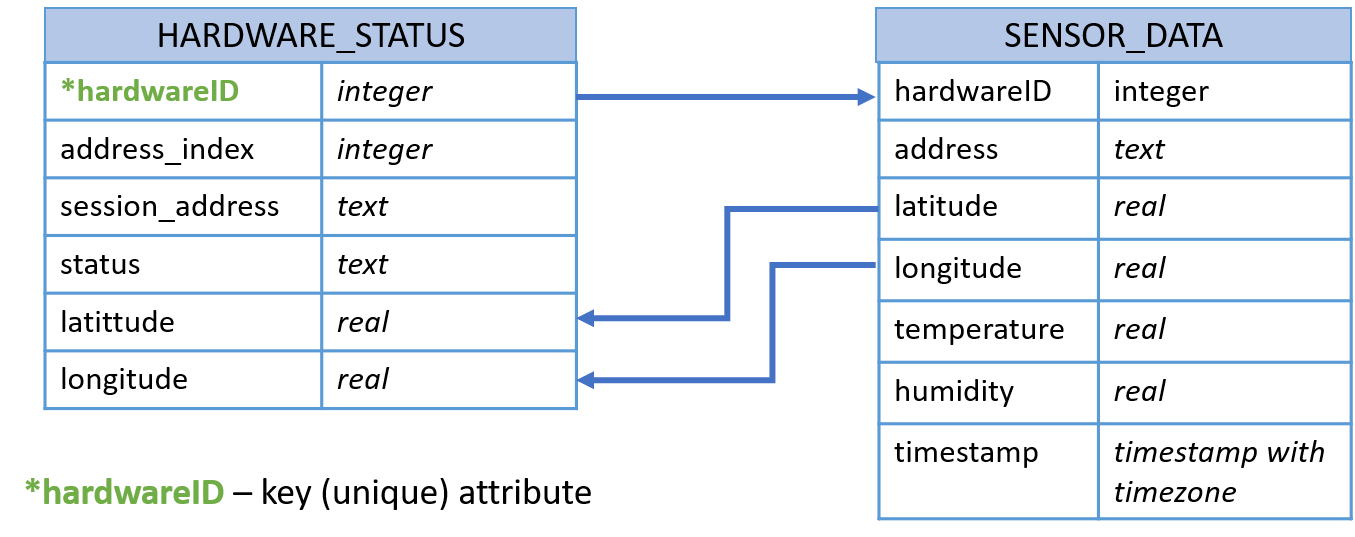 HARDWARE_STATUS
*hardwareID integer
address_index integer
session_address text
status text
latittude real
longitude real
*hardwareID – key (unique) attribute
SENSOR_DATA
hardwareID integer
address text
latitude real
longitude real
temperature real
humidity real
timestamp timestamp with
timezone